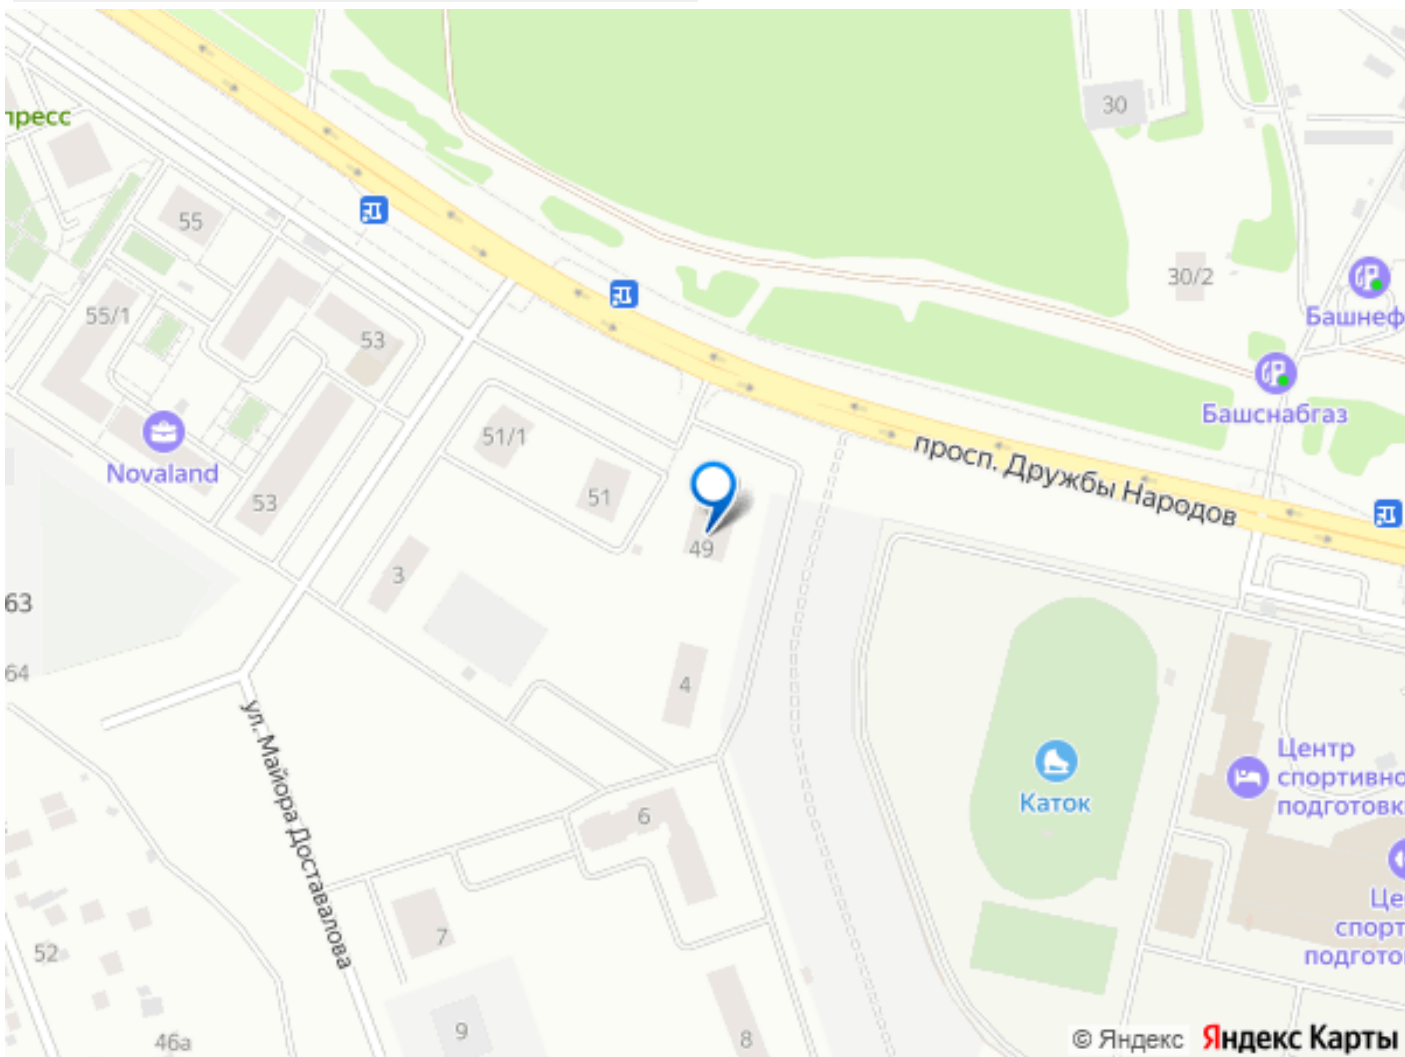 пресс
30
55
30/2
Башнеф
55/1
53
Башснабгаз
51/1
просп. Дружбы Народов
Novaland
51
53
49
3
63
64
4
ул. Майора Доставалова
Центр
спортивно
подготовк
Каток
6
Це
спорт
подгото
7
52
9
8
46а
© Яндекс Яндекс Карты